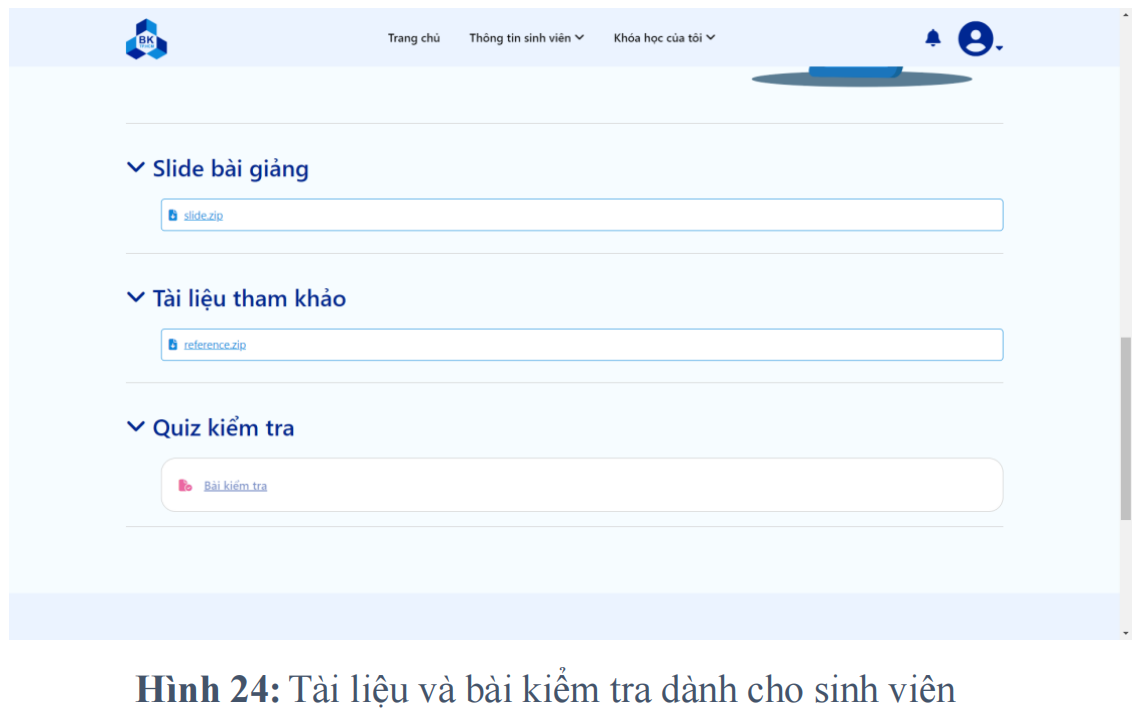 BK
Trang chủ Thông tin sinh viên Khóa học của tôi
Slide bài giảng
slide.zip
Tài liệu tham khảo
reference.zip
Quiz kiểm tra
Bài kiểm tra
Hình 24: Tài liệu và bài kiểm tra dành cho sinh viên